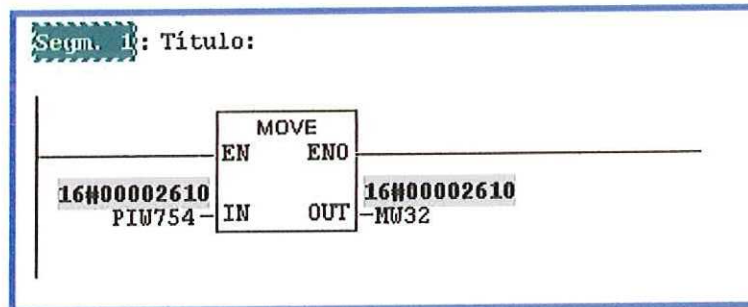 Segm. 1: Título:
MOVE
EN ENO
16#00002610 16#00002610
PIW754 IN OUT MW32